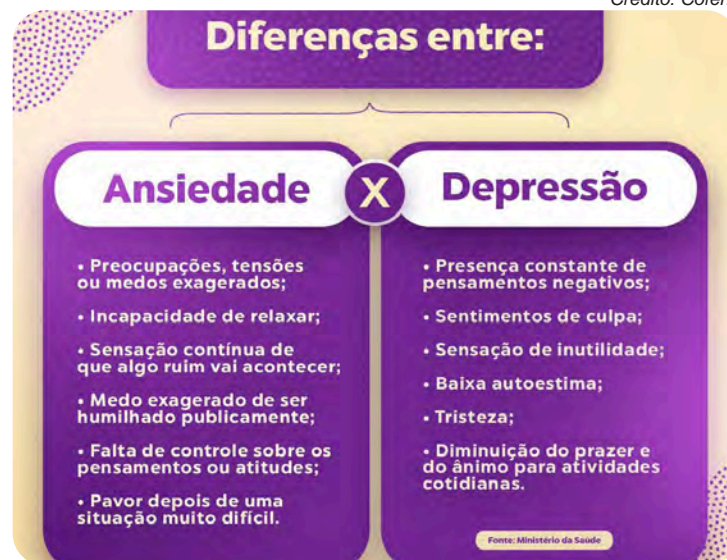 Crédito: Coren
Diferenças entre:
Ansiedade
X
Depressão
• Preocupações, tensões
ou medos exagerados;
• Incapacidade de relaxar;
• Sensação contínua de
que algo ruim vai acontecer;
• Medo exagerado de ser
humilhado publicamente;
• Falta de controle sobre os
pensamentos ou atitudes;
• Pavor depois de uma
situação muito difícil.
• Presença constante de
pensamentos negativos;
• Sentimentos de culpa;
• Sensação de inutilidade;
• Baixa autoestima;
• Tristeza;
• Diminuição do prazer e
do ânimo para atividades
cotidianas.
Fonte: Ministério da Saúde